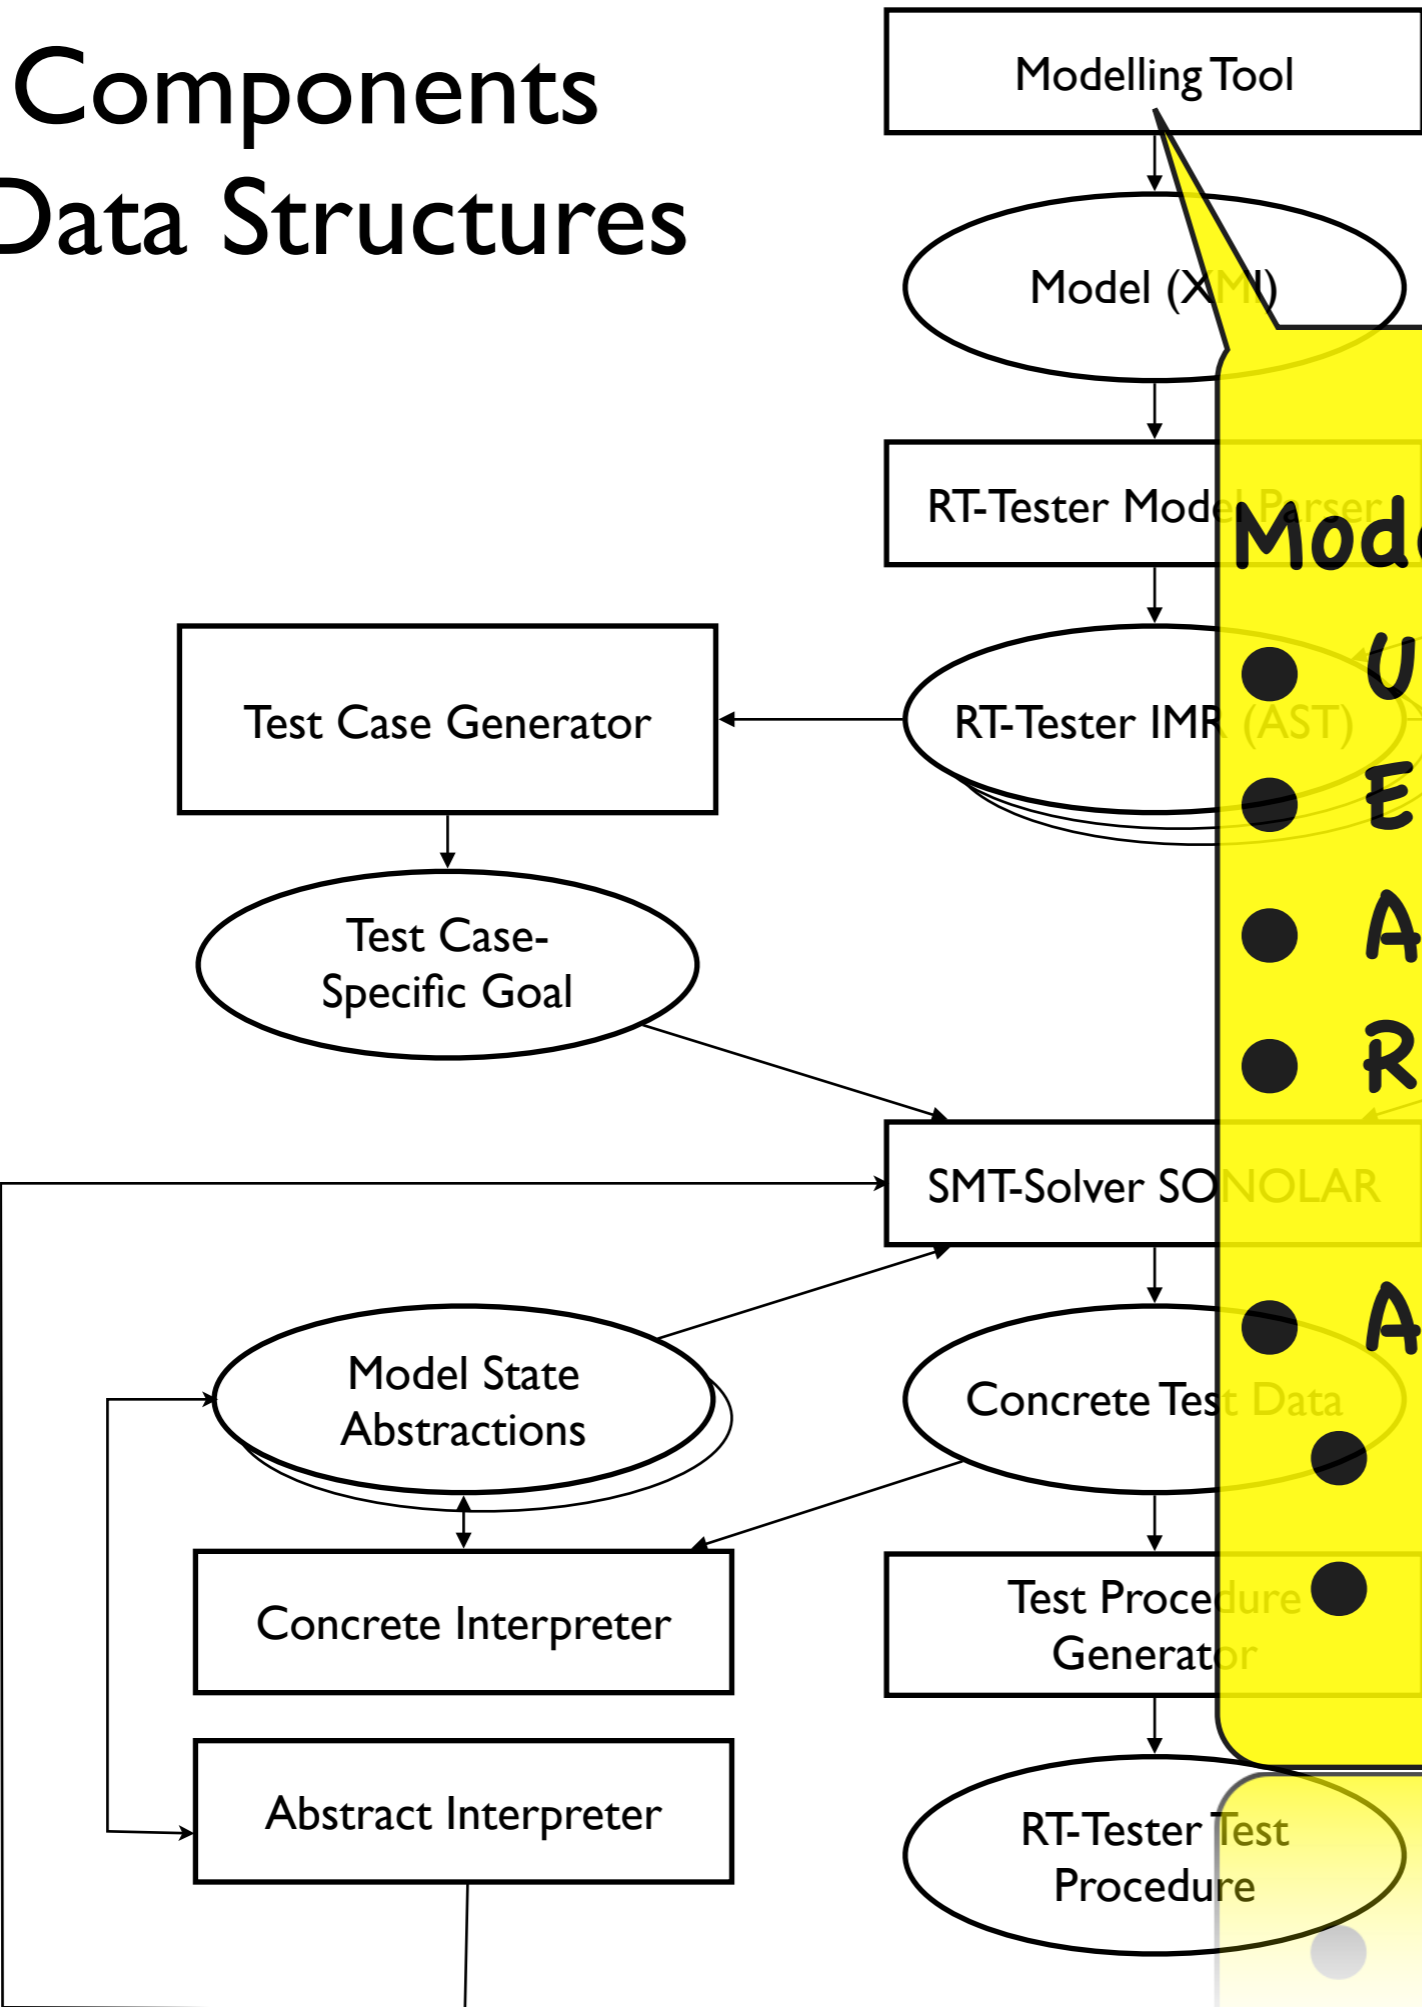 Components
Data Structures
Modelling Tool
Model (XMI)
RT-Tester Model Parser
Test Case Generator
RT-Tester IMR (AST)
Test Case-
Specific Goal
SMT-Solver SONOLAR
Model State
Abstractions
Concrete Test Data
Concrete Interpreter
Test Procedure
Generator
Abstract Interpreter
RT-Tester Test
Procedure